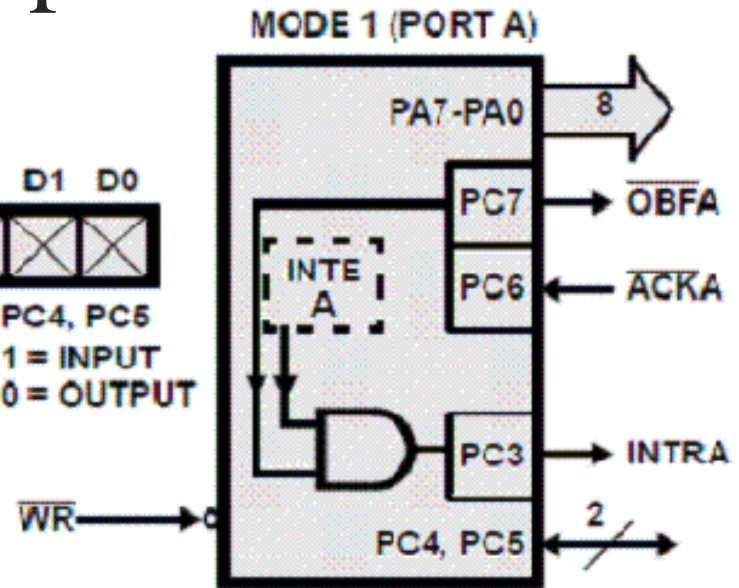 MODE 1 (PORT A)
PA7-PA0
8
D1 D0
PC7
OBFA
INTE
A
PC6
ACKA
PC4, PC5
1 = INPUT
0 = OUTPUT
PC3
INTRA
WR
2
PC4, PC5